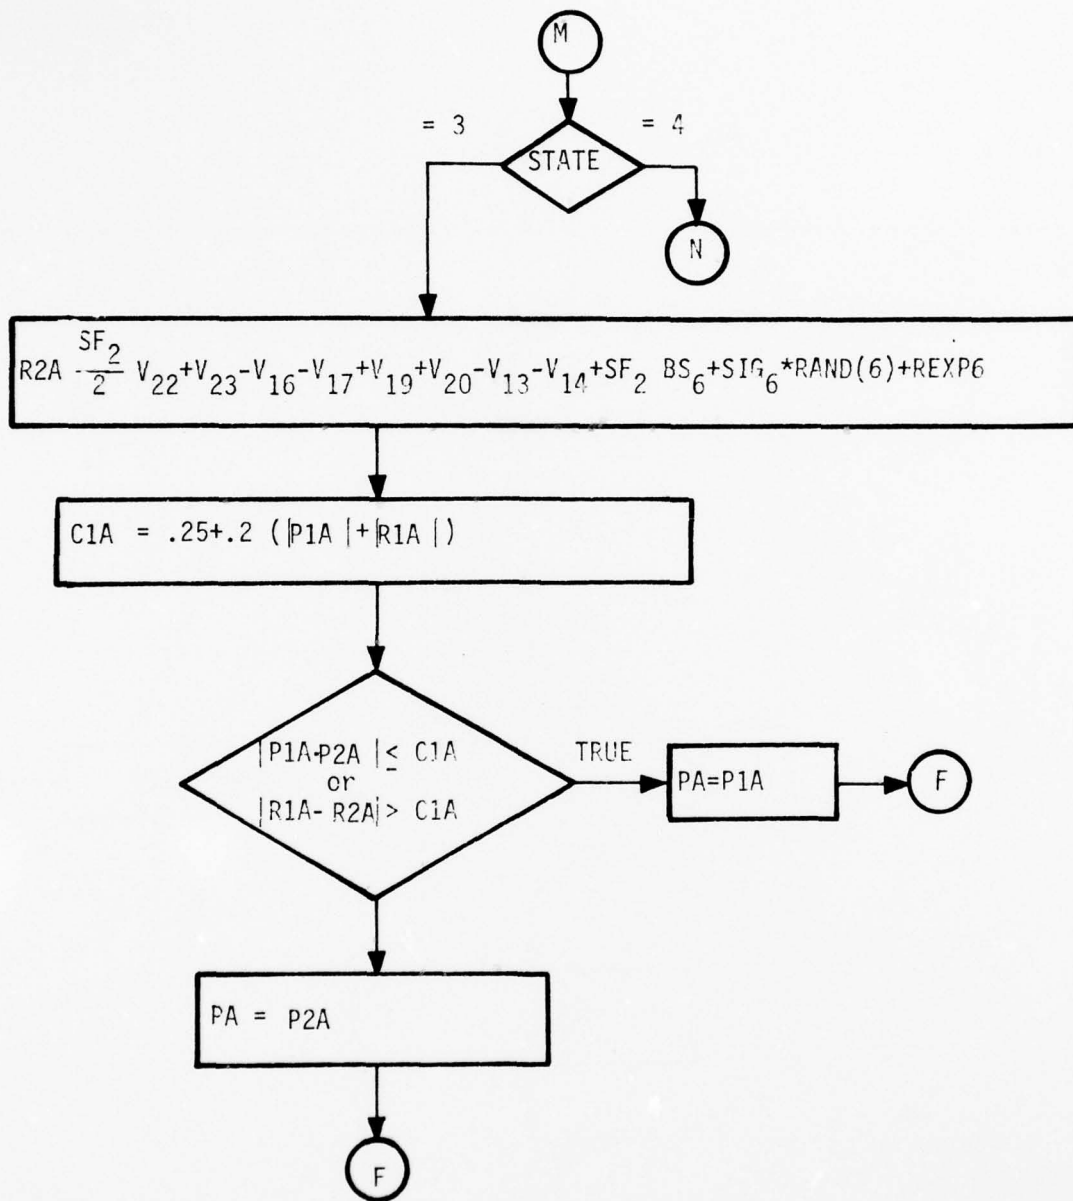 M
= 3
= 4
STATE
N
R2A SF₂/2 V₂₂+V₂₃-V₁₆-V₁₇+V₁₉+V₂₀-V₁₃-V₁₄+SF₂ BS₆+SIG₆*RAND(6)+REXP6
C1A = .25+.2 (|P1A|+|R1A|)
|P1A-P2A| ≤ C1A
or
|R1A-R2A| > C1A
TRUE
PA=P1A
F
PA = P2A
F